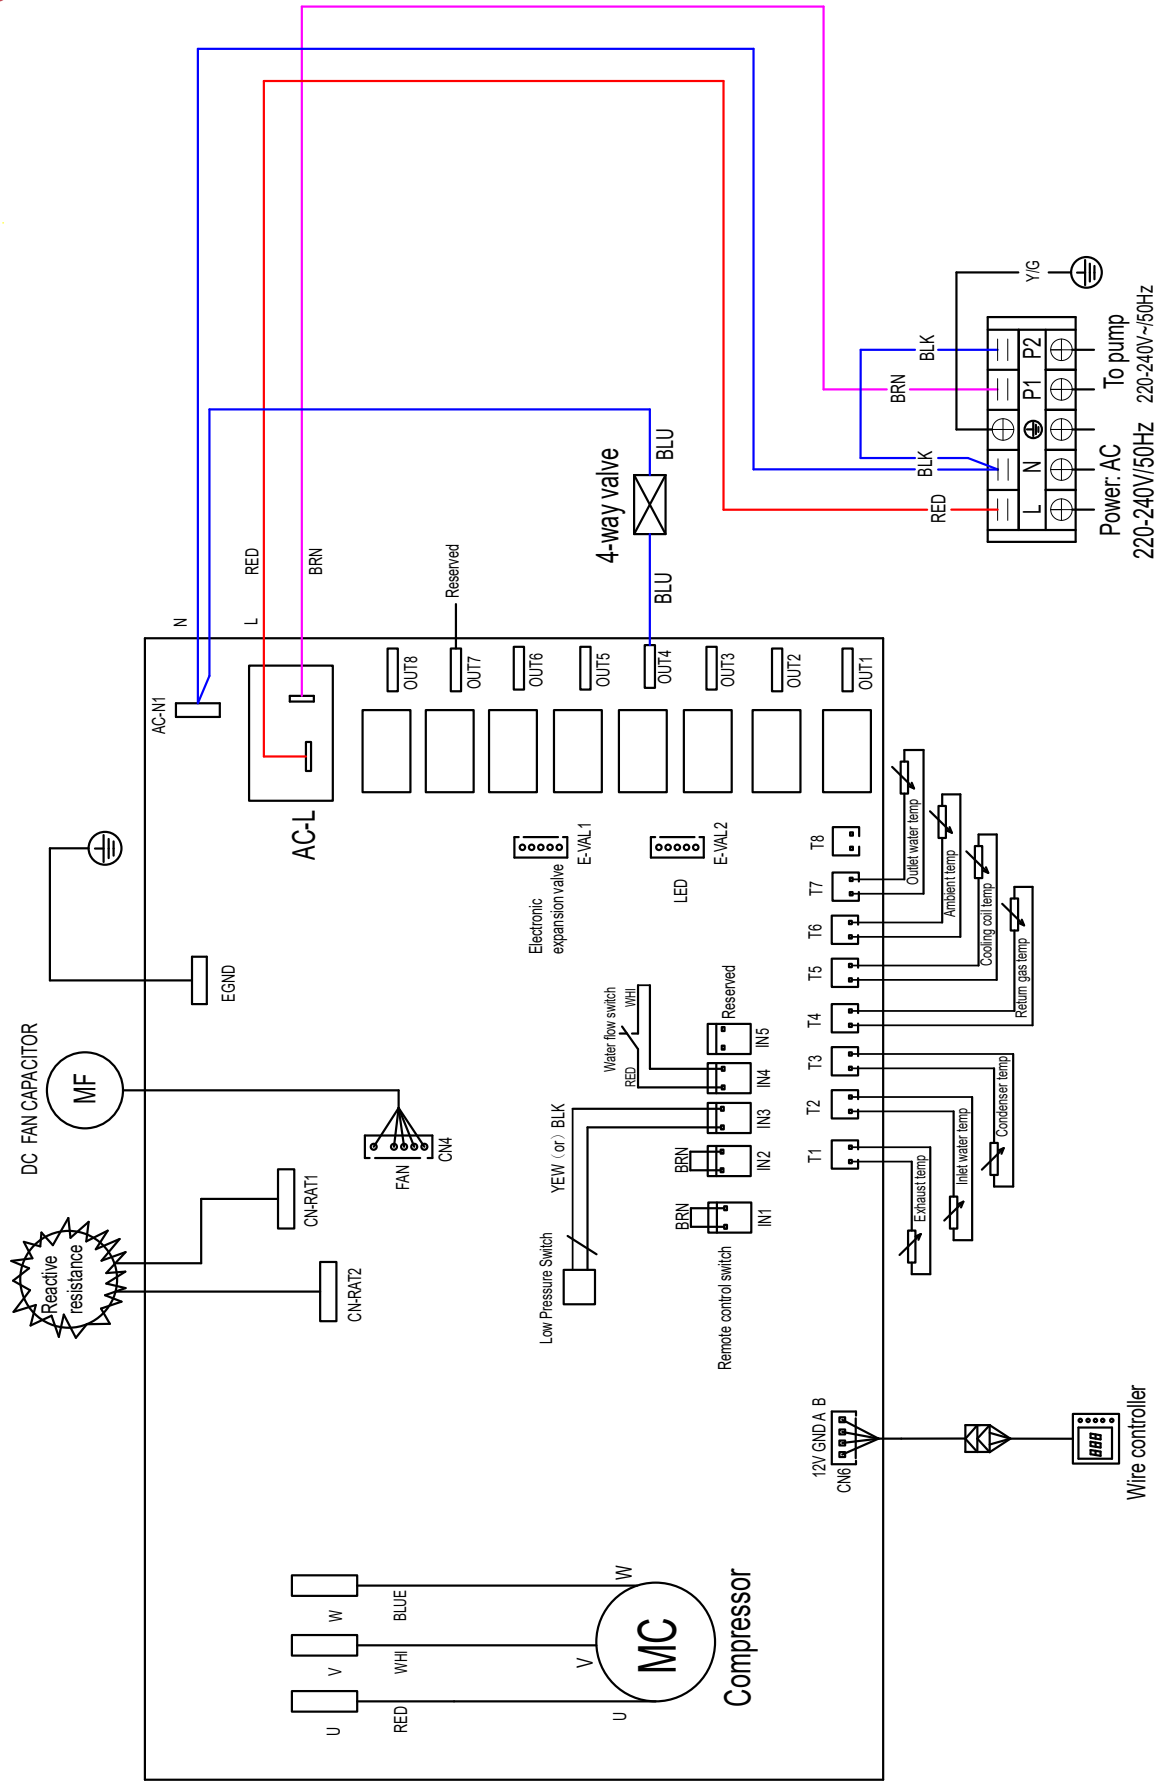 DC FAN CAPACITOR
MF
Reactive
resistance
CN-RAT1
CN-RAT2
FAN
CN4
EGND
AC-N1
N
L
AC-L
RED
BRN
OUT8
OUT7
Reserved
OUT6
OUT5
OUT4
OUT3
OUT2
OUT1
4-way valve
BLU
BLU
Electronic
expansion valve
E-VAL1
LED
E-VAL2
Water flow switch
RED
WHI
Reserved
IN5
IN4
IN3
IN2
IN1
YEW（or）BLK
BRN
BRN
Low Pressure Switch
Remote control switch
T8
T7
T6
T5
T4
T3
T2
T1
Outlet water temp
Ambient temp
Cooling coil temp
Return gas temp
Condenser temp
Inlet water temp
Exhaust temp
12V GND A B
CN6
888
Wire controller
W
V
U
BLUE
WHI
RED
W
V
U
MC
Compressor
RED
BLK
BRN
BLK
Y/G
L
N
P1
P2
Power: AC
220-240V/50Hz
To pump
220-240V~/50Hz